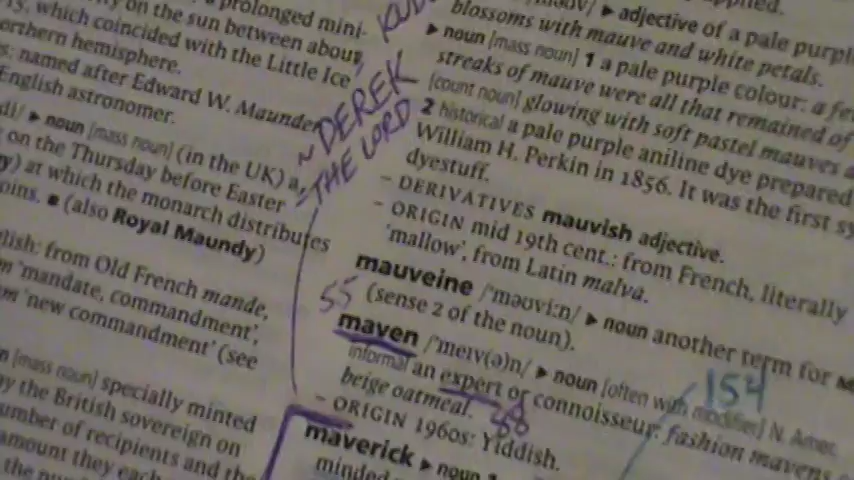 prolonged mini-
on the sun between about
which coincided with the Little Ice
northern hemisphere.
named after Edward W. Maunder
English astronomer.
▶ noun [mass noun] (in the UK) a
on the Thursday before Easter
at which the monarch distributes
coins. ■ (also Royal Maundy)
from Old French mande,
'mandate, commandment',
'new commandment' (see
[mass noun] specially minted
by the British sovereign on
number of recipients and the
amount they each
~ DEREK
- THE LORD
▶ adjective of a pale purple
blossoms with mauve and white petals.
▶ noun [mass noun] 1 a pale purple colour: a few
streaks of mauve were all that remained of
[count noun] glowing with soft pastel mauves
2 historical a pale purple aniline dye prepared
William H. Perkin in 1856. It was the first
dyestuff.
– DERIVATIVES mauvish adjective.
– ORIGIN mid 19th cent.: from French, literally
'mallow', from Latin malva.
mauveine /ˈməʊviːn/ ▶ noun another term for
(sense 2 of the noun).
55
maven /ˈmeɪv(ə)n/ ▶ noun [often with modifier] N. Amer.
informal an expert or connoisseur: fashion mavens
beige oatmeal.
38
154
– ORIGIN 1960s: Yiddish.
maverick ▶ noun
minded